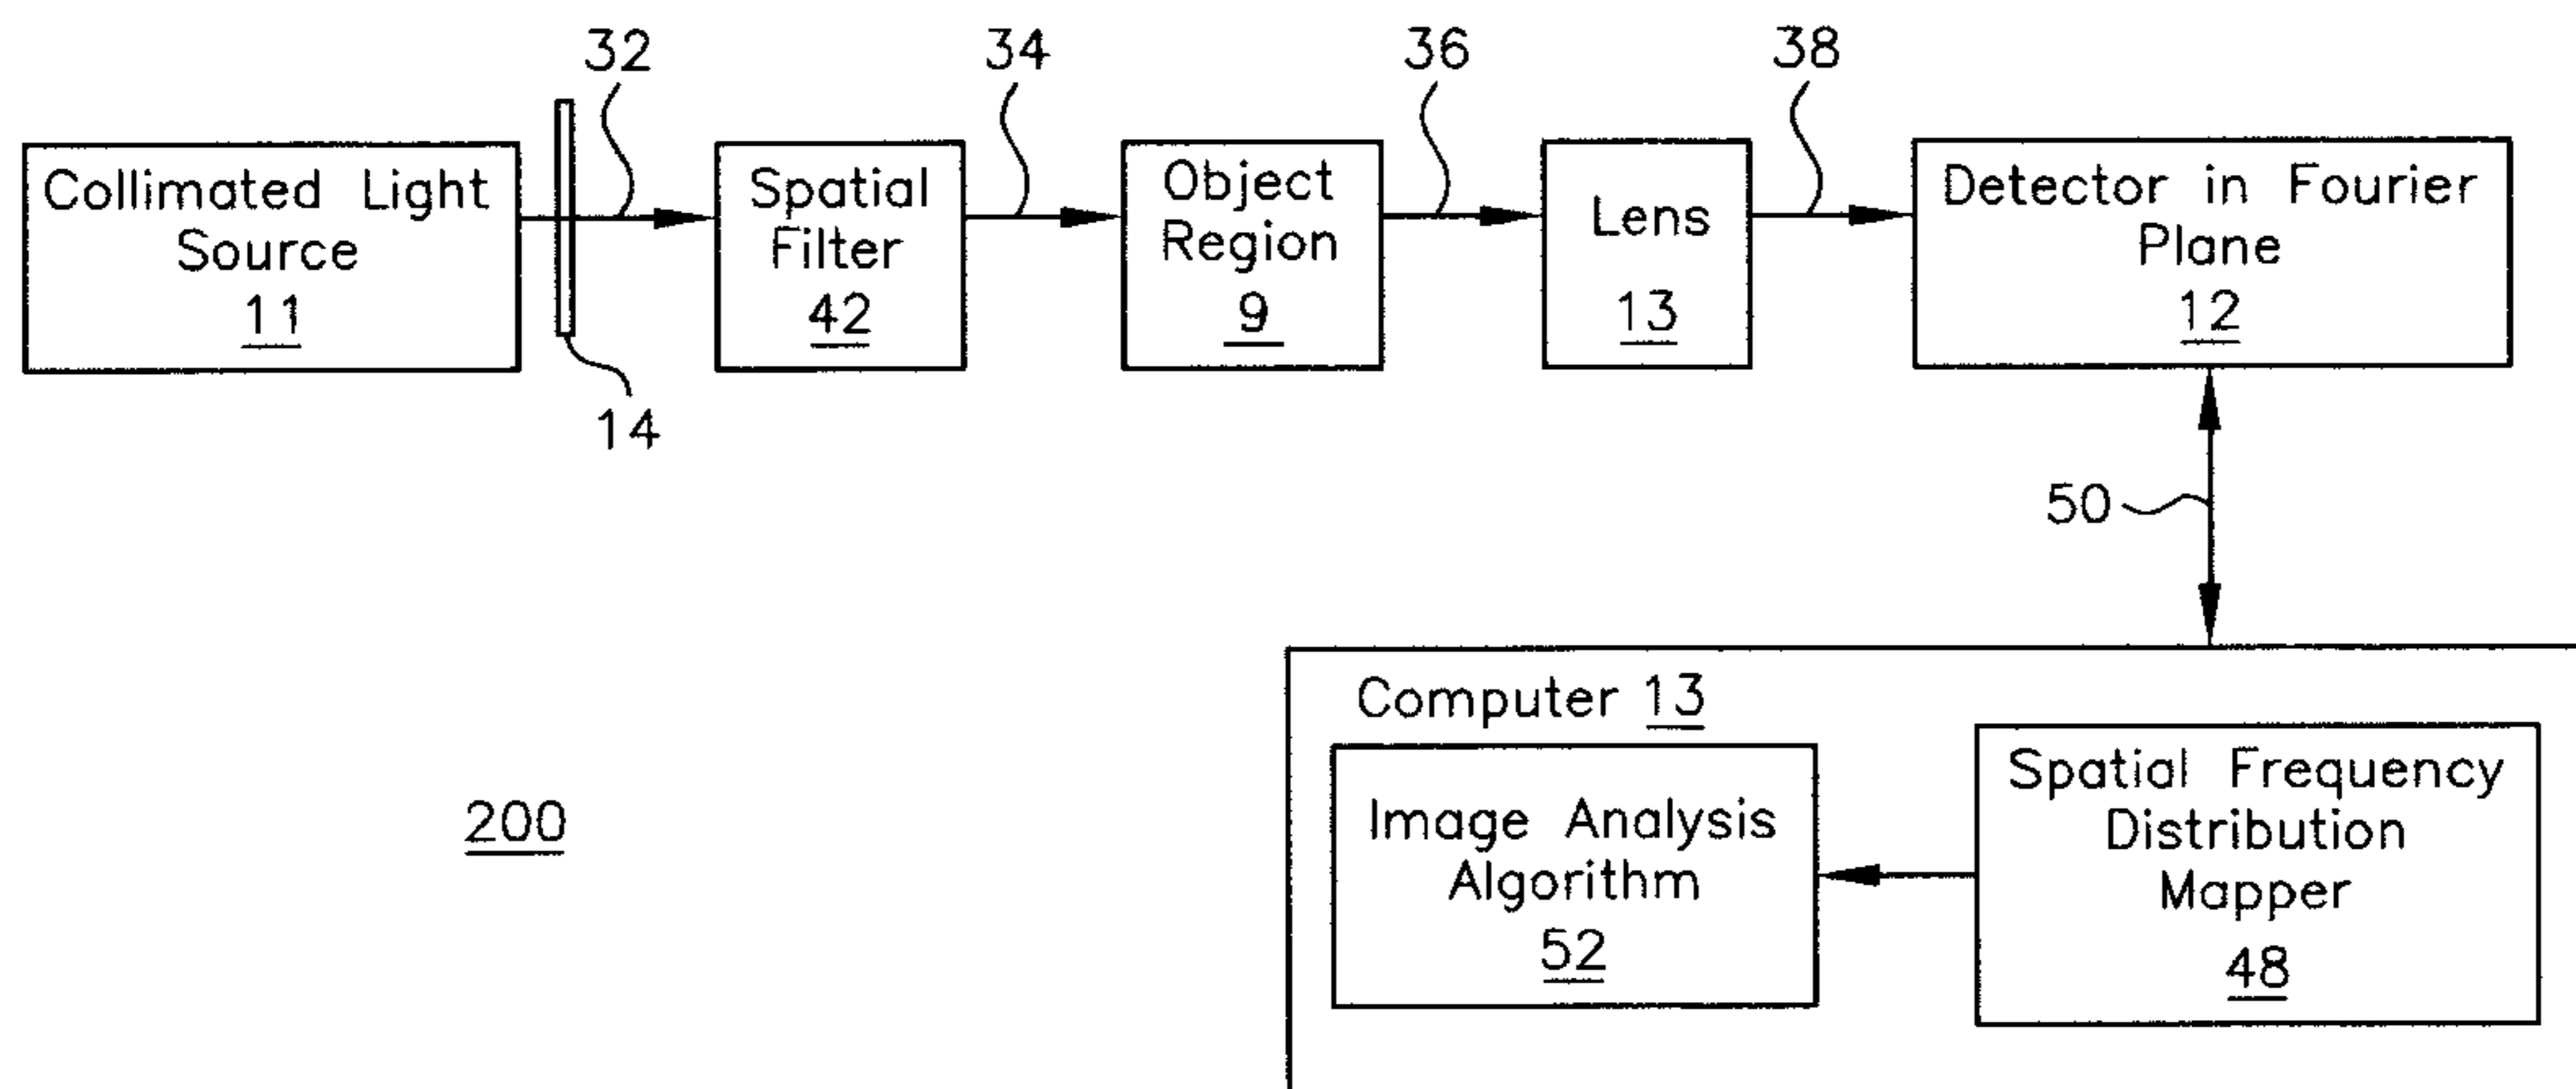 32
34
36
38
Collimated Light
Source
11
14
Spatial
Filter
42
Object
Region
9
Lens
13
Detector in Fourier
Plane
12
50
Computer 13
Image Analysis
Algorithm
52
Spatial Frequency
Distribution
Mapper
48
200